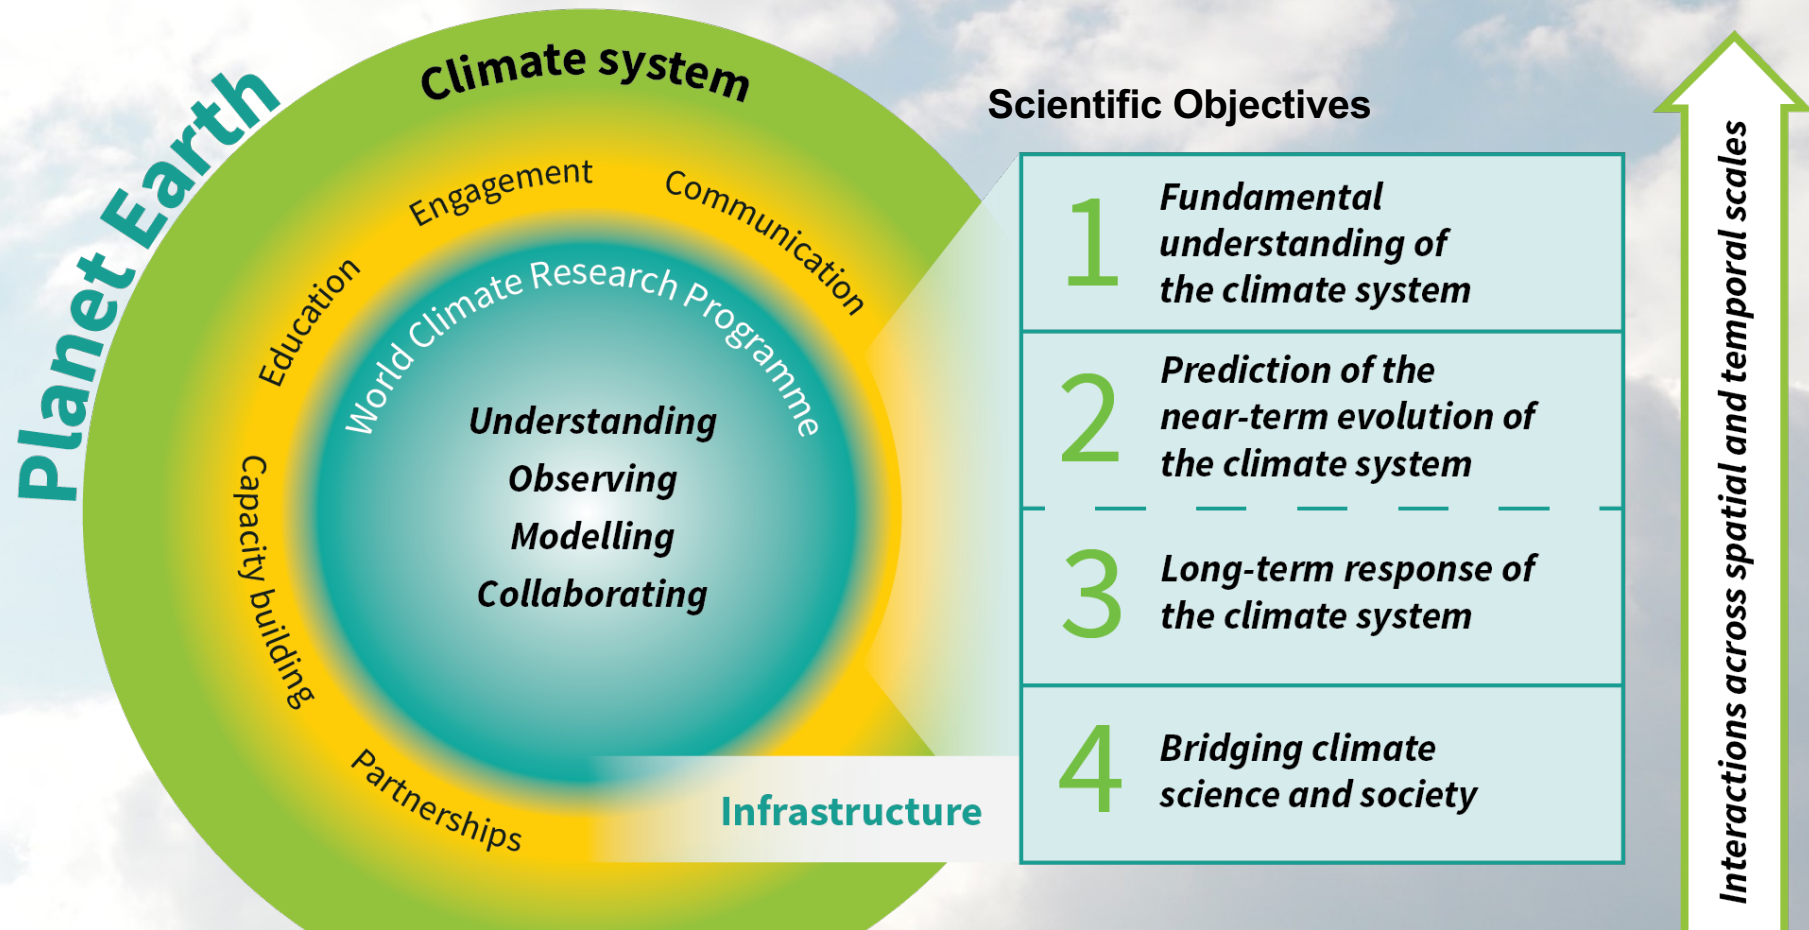 Planet Earth
Climate system
Engagement
Communication
Education
Capacity building
Partnerships
World Climate Research Programme
Understanding
Observing
Modelling
Collaborating
Infrastructure
Scientific Objectives
1
Fundamental
understanding of
the climate system
2
Prediction of the
near-term evolution of
the climate system
3
Long-term response of
the climate system
4
Bridging climate
science and society
Interactions across spatial and temporal scales